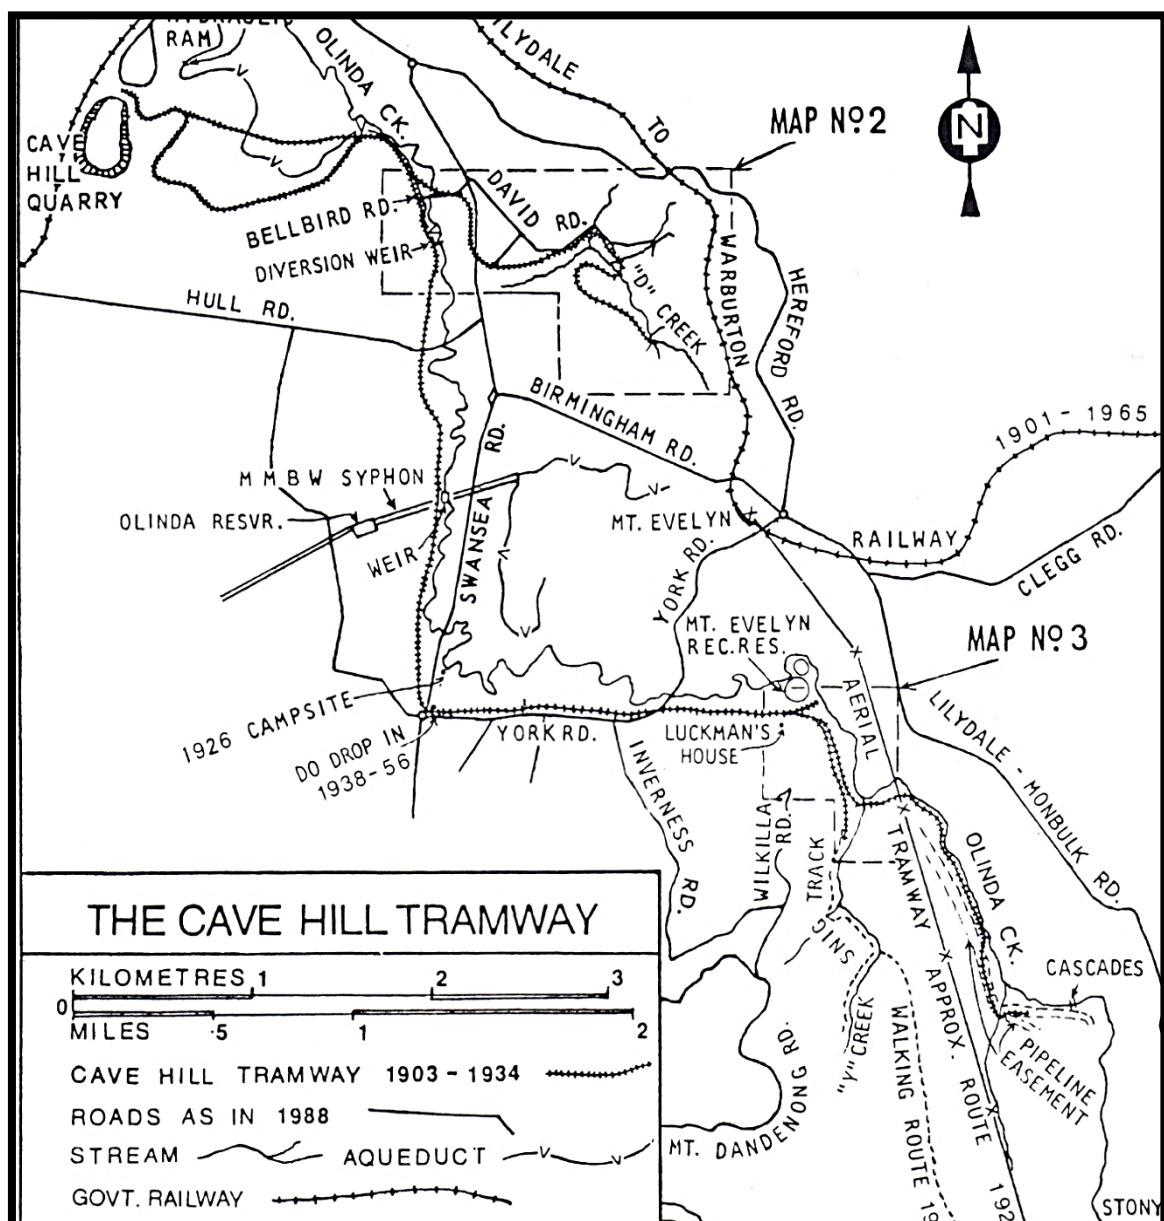 RAM)
OLINDA CK.
LILYDALE
TO
WARBURTON
MAP Nº2
N
CAVE
HILL
QUARRY
BELLBIRD RD.
DIVERSION WEIR
DAVID RD.
"D" CREEK
HEREFORD RD.
HULL RD.
BIRMINGHAM RD.
1901 - 1965
MMBW SYPHON
OLINDA RESVR.
WEIR
SWANSEA RD.
MT. EVELYN
RAILWAY
CLEGG RD.
YORK RD.
MT. EVELYN
REC. RES.
MAP Nº3
1926 CAMPSITE
DO DROP IN
1938-56
YORK RD.
LUCKMAN'S
HOUSE
INVERNESS RD.
AERIAL
TRAMWAY
APPROX. ROUTE
LILYDALE - MONBULK RD.
WILKILLA RD.
SNIG TRACK
OLINDA CK.
CASCADES
"Y" CREEK
WALKING ROUTE
PIPELINE
EASEMENT
MT. DANDENONG RD.
STONY
THE CAVE HILL TRAMWAY
KILOMETRES 1 2 3
0
MILES ·5 1 2
CAVE HILL TRAMWAY 1903 - 1934
ROADS AS IN 1988
STREAM AQUEDUCT
GOVT. RAILWAY